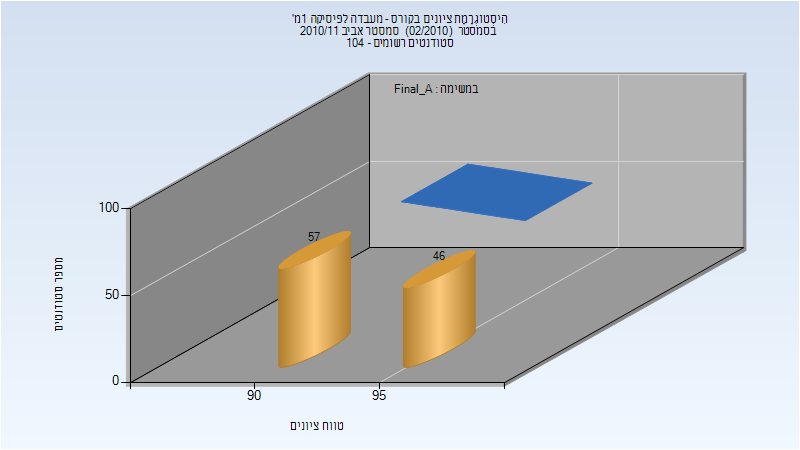 היסטוגרמת ציונים בקורס - מעבדה לפיסיקה 1מ'
בסמסטר (02/2010) סמסטר אביב 2010/11
סטודנטים רשומים - 104
במשימה : Final_A
100
50
0
57
46
90
95
מספר סטודנטים
טווח ציונים